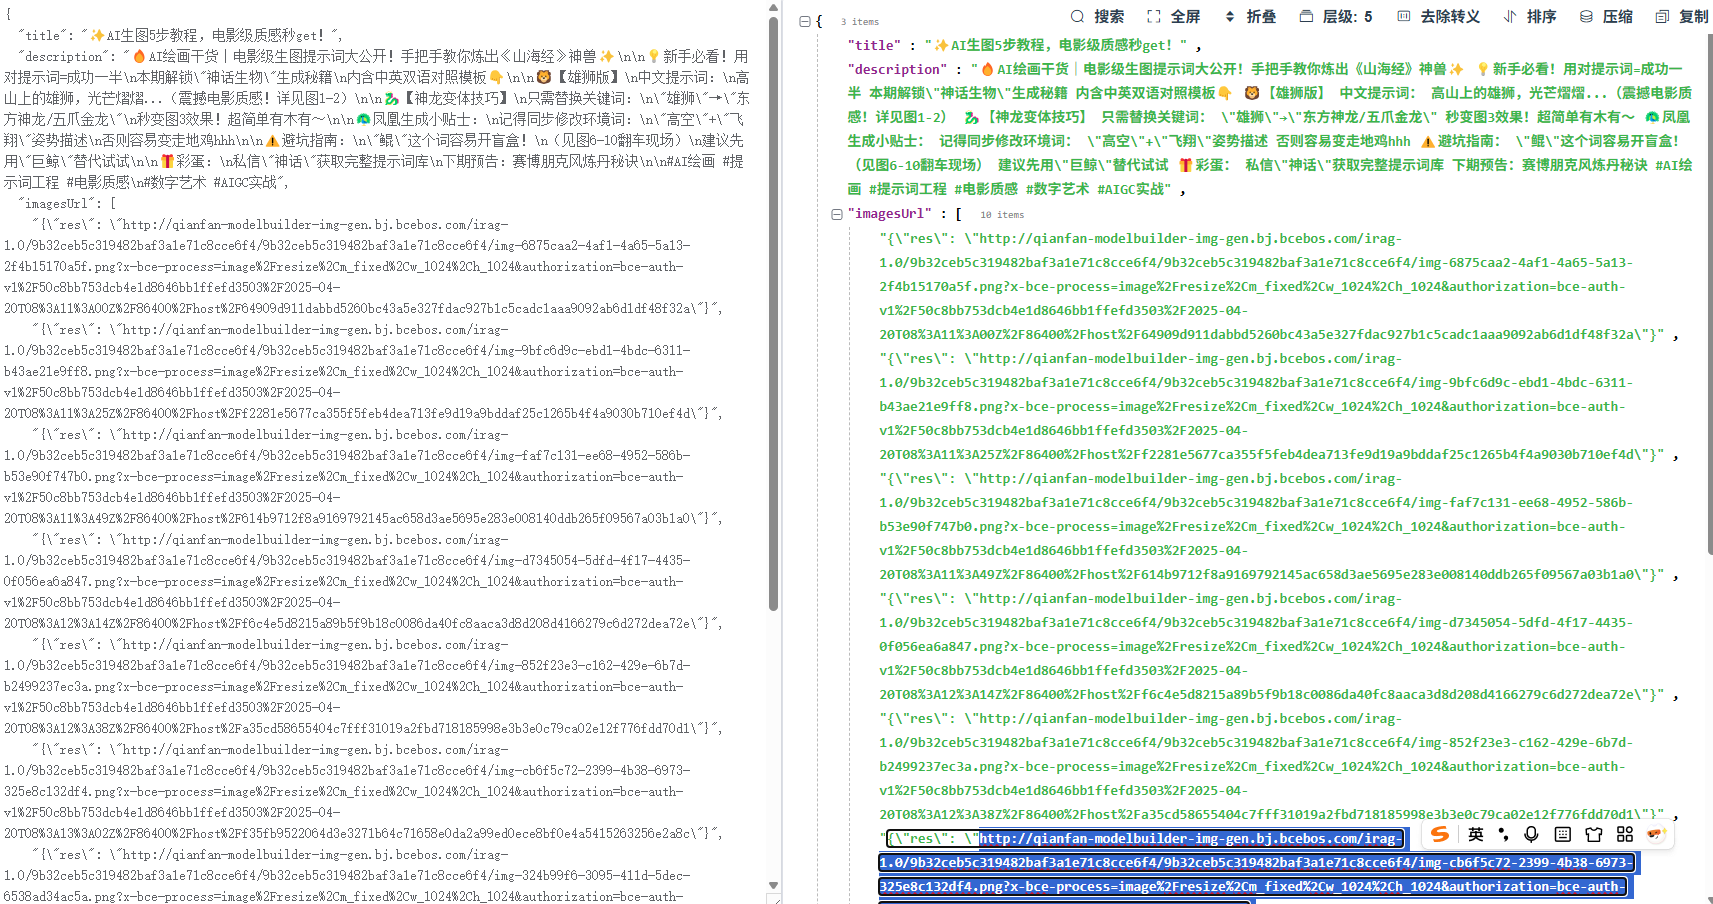 {
"title": "✨AI生图5步教程，电影级质感秒get！",
"description": "🔥AI绘画干货｜电影级生图提示词大公开！手把手教你炼出《山海经》神兽✨\n\n💡新手必看！用
对提示词=成功一半\n本期解锁\"神话生物\"生成秘籍\n内含中英双语对照模板👇\n\n🦁【雄狮版】\n中文提示词：\n高
山上的雄狮，光芒熠熠...（震撼电影质感！详见图1-2）\n\n🐉【神龙变体技巧】\n只需替换关键词：\n\"雄狮\"→\"东
方神龙/五爪金龙\"\n秒变图3效果！超简单有木有～\n\n🦚凤凰生成小贴士：\n记得同步修改环境词：\n\"高空\"+\"飞
翔\"姿势描述\n否则容易变走地鸡hhh\n\n⚠️避坑指南：\n\"鲲\"这个词容易开盲盒！\n（见图6-10翻车现场）\n建议先
用\"巨鲸\"替代试试\n\n🎁彩蛋：\n私信\"神话\"获取完整提示词库\n下期预告：赛博朋克风炼丹秘诀\n\n#AI绘画 #提
示词工程 #电影质感\n#数字艺术 #AIGC实战",
"imagesUrl": [
"{\"res\": \"http://qianfan-modelbuilder-img-gen.bj.bcebos.com/irag-
1.0/9b32ceb5c319482baf3a1e71c8cce6f4/9b32ceb5c319482baf3a1e71c8cce6f4/img-6875caa2-4af1-4a65-5a13-
2f4b15170a5f.png?x-bce-process=image%2Fresize%2Cm_fixed%2Cw_1024%2Ch_1024&authorization=bce-auth-
v1%2F50c8bb753dcb4e1d8646bb1ffefd3503%2F2025-04-
20T08%3A11%3A00Z%2F86400%2Fhost%2F64909d911dabbd5260bc43a5e327fdac927b1c5cadc1aaa9092ab6d1df48f32a\"}",
"{\"res\": \"http://qianfan-modelbuilder-img-gen.bj.bcebos.com/irag-
1.0/9b32ceb5c319482baf3a1e71c8cce6f4/9b32ceb5c319482baf3a1e71c8cce6f4/img-9bfc6d9c-ebd1-4bdc-6311-
b43ae21e9ff8.png?x-bce-process=image%2Fresize%2Cm_fixed%2Cw_1024%2Ch_1024&authorization=bce-auth-
v1%2F50c8bb753dcb4e1d8646bb1ffefd3503%2F2025-04-
20T08%3A11%3A25Z%2F86400%2Fhost%2Ff2281e5677ca355f5feb4dea713fe9d19a9bddaf25c1265b4f4a9030b710ef4d\"}",
"{\"res\": \"http://qianfan-modelbuilder-img-gen.bj.bcebos.com/irag-
1.0/9b32ceb5c319482baf3a1e71c8cce6f4/9b32ceb5c319482baf3a1e71c8cce6f4/img-faf7c131-ee68-4952-586b-
b53e90f747b0.png?x-bce-process=image%2Fresize%2Cm_fixed%2Cw_1024%2Ch_1024&authorization=bce-auth-
v1%2F50c8bb753dcb4e1d8646bb1ffefd3503%2F2025-04-
20T08%3A11%3A49Z%2F86400%2Fhost%2F614b9712f8a9169792145ac658d3ae5695e283e008140ddb265f09567a03b1a0\"}",
"{\"res\": \"http://qianfan-modelbuilder-img-gen.bj.bcebos.com/irag-
1.0/9b32ceb5c319482baf3a1e71c8cce6f4/9b32ceb5c319482baf3a1e71c8cce6f4/img-d7345054-5dfd-4f17-4435-
0f056ea6a847.png?x-bce-process=image%2Fresize%2Cm_fixed%2Cw_1024%2Ch_1024&authorization=bce-auth-
v1%2F50c8bb753dcb4e1d8646bb1ffefd3503%2F2025-04-
20T08%3A12%3A14Z%2F86400%2Fhost%2Ff6c4e5d8215a89b5f9b18c0086da40fc8aaca3d8d208d4166279c6d272dea72e\"}",
"{\"res\": \"http://qianfan-modelbuilder-img-gen.bj.bcebos.com/irag-
1.0/9b32ceb5c319482baf3a1e71c8cce6f4/9b32ceb5c319482baf3a1e71c8cce6f4/img-852f23e3-c162-429e-6b7d-
b2499237ec3a.png?x-bce-process=image%2Fresize%2Cm_fixed%2Cw_1024%2Ch_1024&authorization=bce-auth-
v1%2F50c8bb753dcb4e1d8646bb1ffefd3503%2F2025-04-
20T08%3A12%3A38Z%2F86400%2Fhost%2Fa35cd58655404c7fff31019a2fbd718185998e3b3e0c79ca02e12f776fdd70d1\"}",
"{\"res\": \"http://qianfan-modelbuilder-img-gen.bj.bcebos.com/irag-
1.0/9b32ceb5c319482baf3a1e71c8cce6f4/9b32ceb5c319482baf3a1e71c8cce6f4/img-cb6f5c72-2399-4b38-6973-
325e8c132df4.png?x-bce-process=image%2Fresize%2Cm_fixed%2Cw_1024%2Ch_1024&authorization=bce-auth-
v1%2F50c8bb753dcb4e1d8646bb1ffefd3503%2F2025-04-
20T08%3A13%3A02Z%2F86400%2Fhost%2Ff35fb9522064d3e3271b64c71658e0da2a99ed0ece8bf0e4a5415263256e2a8c\"}",
"{\"res\": \"http://qianfan-modelbuilder-img-gen.bj.bcebos.com/irag-
1.0/9b32ceb5c319482baf3a1e71c8cce6f4/9b32ceb5c319482baf3a1e71c8cce6f4/img-324b99f6-3095-411d-5dec-
6538ad34ac5a.png?x-bce-process=image%2Fresize%2Cm_fixed%2Cw_1024%2Ch_1024&authorization=bce-auth-
搜索 全屏 折叠 层级: 5 去除转义 排序 压缩 复制
{ 3 items
"title" : "✨AI生图5步教程，电影级质感秒get！" ,
"description" : "🔥AI绘画干货｜电影级生图提示词大公开！手把手教你炼出《山海经》神兽✨ 💡新手必看！用对提示词=成功一
半 本期解锁\"神话生物\"生成秘籍 内含中英双语对照模板👇 🦁【雄狮版】 中文提示词： 高山上的雄狮，光芒熠熠...（震撼电影质
感！详见图1-2） 🐉【神龙变体技巧】 只需替换关键词： \"雄狮\"→\"东方神龙/五爪金龙\" 秒变图3效果！超简单有木有～ 🦚凤凰
生成小贴士： 记得同步修改环境词： \"高空\"+\"飞翔\"姿势描述 否则容易变走地鸡hhh ⚠️避坑指南： \"鲲\"这个词容易开盲盒！
（见图6-10翻车现场） 建议先用\"巨鲸\"替代试试 🎁彩蛋： 私信\"神话\"获取完整提示词库 下期预告：赛博朋克风炼丹秘诀 #AI绘
画 #提示词工程 #电影质感 #数字艺术 #AIGC实战" ,
"imagesUrl" : [ 10 items
"{\"res\": \"http://qianfan-modelbuilder-img-gen.bj.bcebos.com/irag-
1.0/9b32ceb5c319482baf3a1e71c8cce6f4/9b32ceb5c319482baf3a1e71c8cce6f4/img-6875caa2-4af1-4a65-5a13-
2f4b15170a5f.png?x-bce-process=image%2Fresize%2Cm_fixed%2Cw_1024%2Ch_1024&authorization=bce-auth-
v1%2F50c8bb753dcb4e1d8646bb1ffefd3503%2F2025-04-
20T08%3A11%3A00Z%2F86400%2Fhost%2F64909d911dabbd5260bc43a5e327fdac927b1c5cadc1aaa9092ab6d1df48f32a\"}" ,
"{\"res\": \"http://qianfan-modelbuilder-img-gen.bj.bcebos.com/irag-
1.0/9b32ceb5c319482baf3a1e71c8cce6f4/9b32ceb5c319482baf3a1e71c8cce6f4/img-9bfc6d9c-ebd1-4bdc-6311-
b43ae21e9ff8.png?x-bce-process=image%2Fresize%2Cm_fixed%2Cw_1024%2Ch_1024&authorization=bce-auth-
v1%2F50c8bb753dcb4e1d8646bb1ffefd3503%2F2025-04-
20T08%3A11%3A25Z%2F86400%2Fhost%2Ff2281e5677ca355f5feb4dea713fe9d19a9bddaf25c1265b4f4a9030b710ef4d\"}" ,
"{\"res\": \"http://qianfan-modelbuilder-img-gen.bj.bcebos.com/irag-
1.0/9b32ceb5c319482baf3a1e71c8cce6f4/9b32ceb5c319482baf3a1e71c8cce6f4/img-faf7c131-ee68-4952-586b-
b53e90f747b0.png?x-bce-process=image%2Fresize%2Cm_fixed%2Cw_1024%2Ch_1024&authorization=bce-auth-
v1%2F50c8bb753dcb4e1d8646bb1ffefd3503%2F2025-04-
20T08%3A11%3A49Z%2F86400%2Fhost%2F614b9712f8a9169792145ac658d3ae5695e283e008140ddb265f09567a03b1a0\"}" ,
"{\"res\": \"http://qianfan-modelbuilder-img-gen.bj.bcebos.com/irag-
1.0/9b32ceb5c319482baf3a1e71c8cce6f4/9b32ceb5c319482baf3a1e71c8cce6f4/img-d7345054-5dfd-4f17-4435-
0f056ea6a847.png?x-bce-process=image%2Fresize%2Cm_fixed%2Cw_1024%2Ch_1024&authorization=bce-auth-
v1%2F50c8bb753dcb4e1d8646bb1ffefd3503%2F2025-04-
20T08%3A12%3A14Z%2F86400%2Fhost%2Ff6c4e5d8215a89b5f9b18c0086da40fc8aaca3d8d208d4166279c6d272dea72e\"}" ,
"{\"res\": \"http://qianfan-modelbuilder-img-gen.bj.bcebos.com/irag-
1.0/9b32ceb5c319482baf3a1e71c8cce6f4/9b32ceb5c319482baf3a1e71c8cce6f4/img-852f23e3-c162-429e-6b7d-
b2499237ec3a.png?x-bce-process=image%2Fresize%2Cm_fixed%2Cw_1024%2Ch_1024&authorization=bce-auth-
v1%2F50c8bb753dcb4e1d8646bb1ffefd3503%2F2025-04-
20T08%3A12%3A38Z%2F86400%2Fhost%2Fa35cd58655404c7fff31019a2fbd718185998e3b3e0c79ca02e12f776fdd70d1\"}" ,
"{\"res\": \"http://qianfan-modelbuilder-img-gen.bj.bcebos.com/irag-
英
1.0/9b32ceb5c319482baf3a1e71c8cce6f4/9b32ceb5c319482baf3a1e71c8cce6f4/img-cb6f5c72-2399-4b38-6973-
325e8c132df4.png?x-bce-process=image%2Fresize%2Cm_fixed%2Cw_1024%2Ch_1024&authorization=bce-auth-